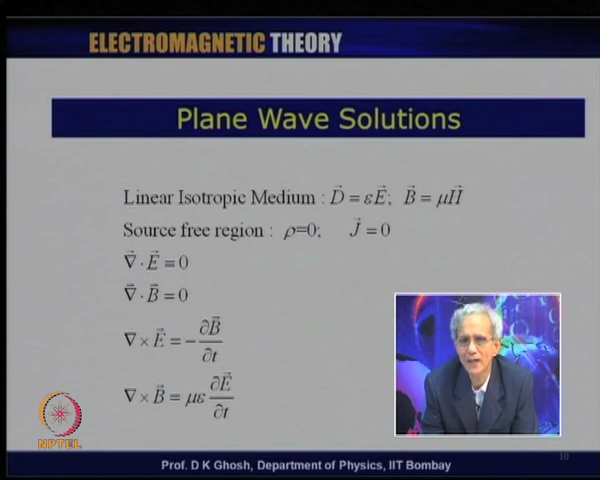 ELECTROMAGNETIC THEORY
Plane Wave Solutions
Linear Isotropic Medium : D⃗ = εE⃗; B⃗ = μH⃗
Source free region : ρ=0; J⃗ = 0
∇⃗ · E⃗ = 0
∇⃗ · B⃗ = 0
∇ × E⃗ = −∂B⃗/∂t
∇ × B⃗ = με ∂E⃗/∂t
NPTEL
10
Prof. D K Ghosh, Department of Physics, IIT Bombay